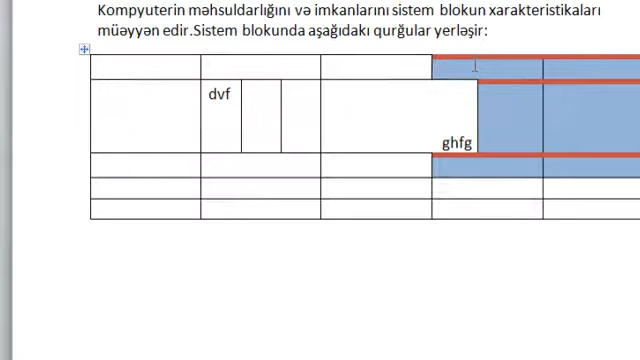 Kompyuterin məhsuldarlığını və imkanlarını sistem blokun xarakteristikaları
müəyyən edir.Sistem blokunda aşağıdakı qurğular yerləşir:
dvf
ghfg